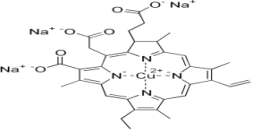 O
Na⁺ ⁻O
Na⁺ ⁻O O
O
Na⁺ ⁻O
N
N⁻ Cu²⁺ ⁻N
N